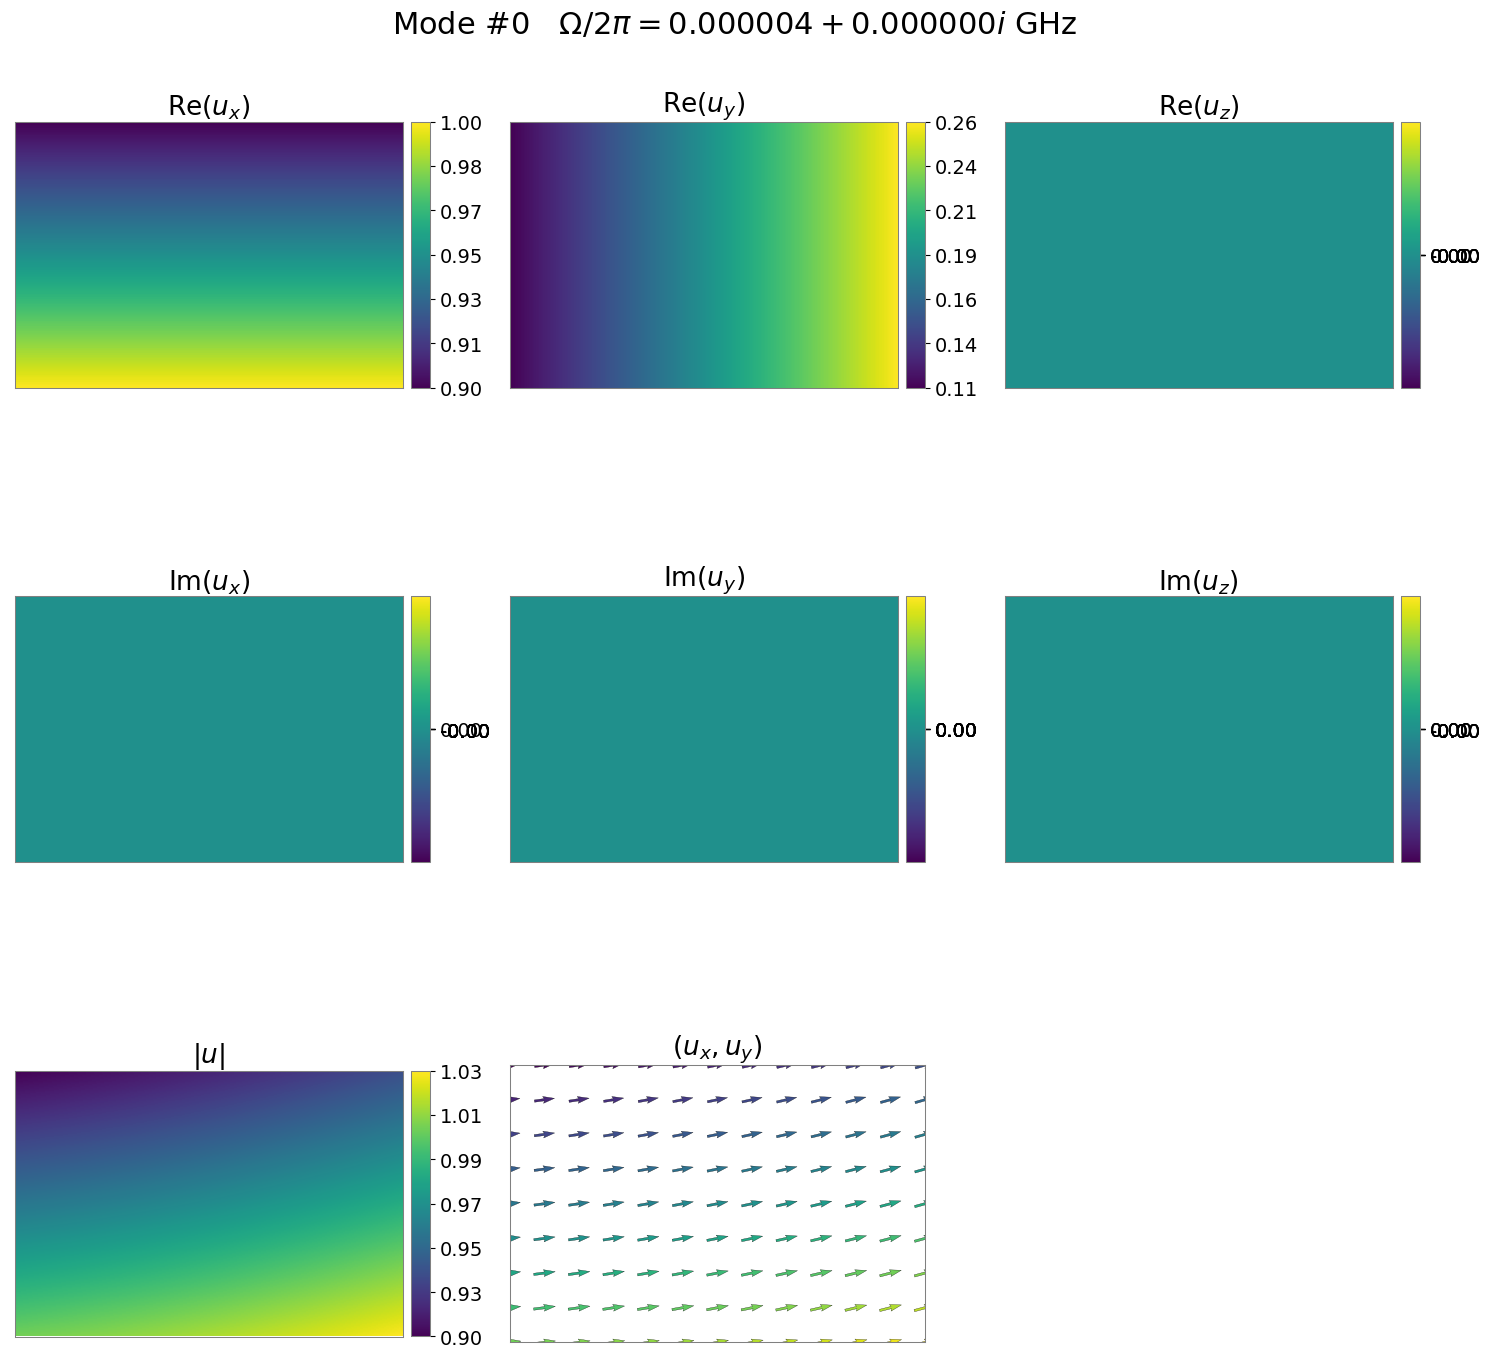 Mode #0 Ω/2π = 0.000004 + 0.000000i GHz
Re(u_x)
1.00
0.98
0.97
0.95
0.93
0.91
0.90
Re(u_y)
0.26
0.24
0.21
0.19
0.16
0.14
0.11
Re(u_z)
Im(u_x)
Im(u_y)
0.00
Im(u_z)
|u|
1.03
1.01
0.99
0.97
0.95
0.93
0.90
(u_x, u_y)